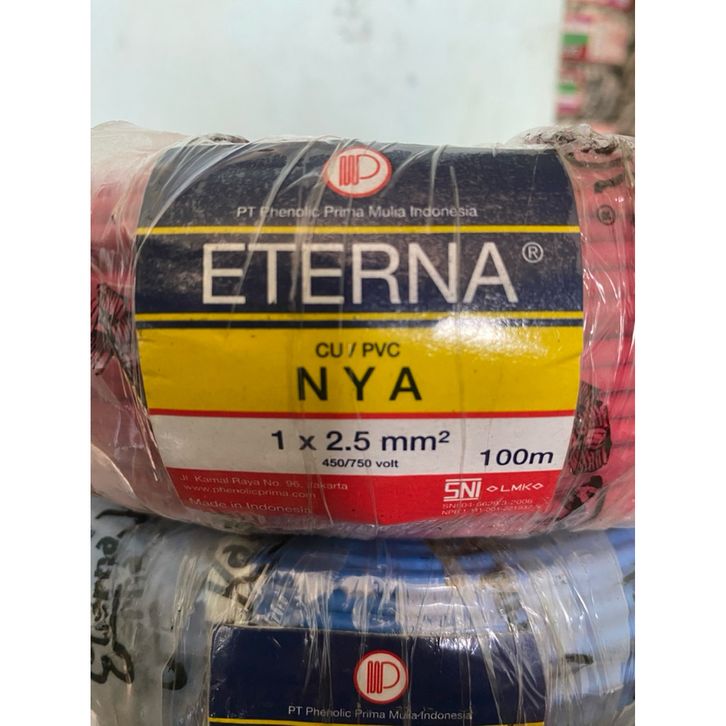 PT Phenolic Prima Mulia Indonesia
ETERNA®
CU / PVC
NYA
1 x 2.5 mm²
450/750 volt
100m
Jl. Kamal Raya No. 96, Jakarta
www.phenolicprima.com
Made in Indonesia
SNI
LMK
PT Phenolic Prima Mulia Indonesia